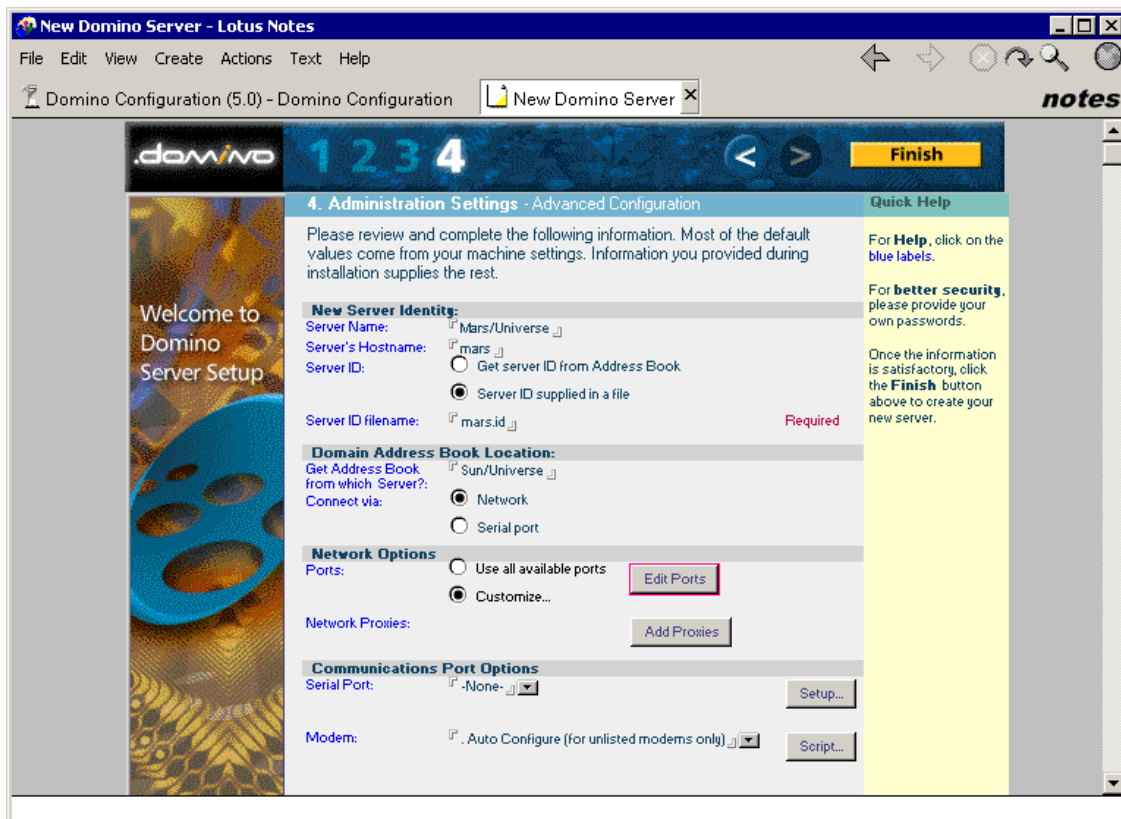 New Domino Server - Lotus Notes
File Edit View Create Actions Text Help
Domino Configuration (5.0) - Domino Configuration New Domino Server
notes
.domino 1 2 3 4 < > Finish
4. Administration Settings - Advanced Configuration
Please review and complete the following information. Most of the default
values come from your machine settings. Information you provided during
installation supplies the rest.
Welcome to
Domino
Server Setup
New Server Identity:
Server Name: Mars/Universe
Server's Hostname: mars
Server ID: Get server ID from Address Book
Server ID supplied in a file
Server ID filename: mars.id Required
Domain Address Book Location:
Get Address Book Sun/Universe
from which Server?:
Connect via: Network
Serial port
Network Options
Ports: Use all available ports
Edit Ports
Customize...
Network Proxies: Add Proxies
Communications Port Options
Serial Port: -None- Setup...
Modem: . Auto Configure (for unlisted modems only) Script...
Quick Help
For Help, click on the
blue labels.
For better security,
please provide your
own passwords.
Once the information
is satisfactory, click
the Finish button
above to create your
new server.